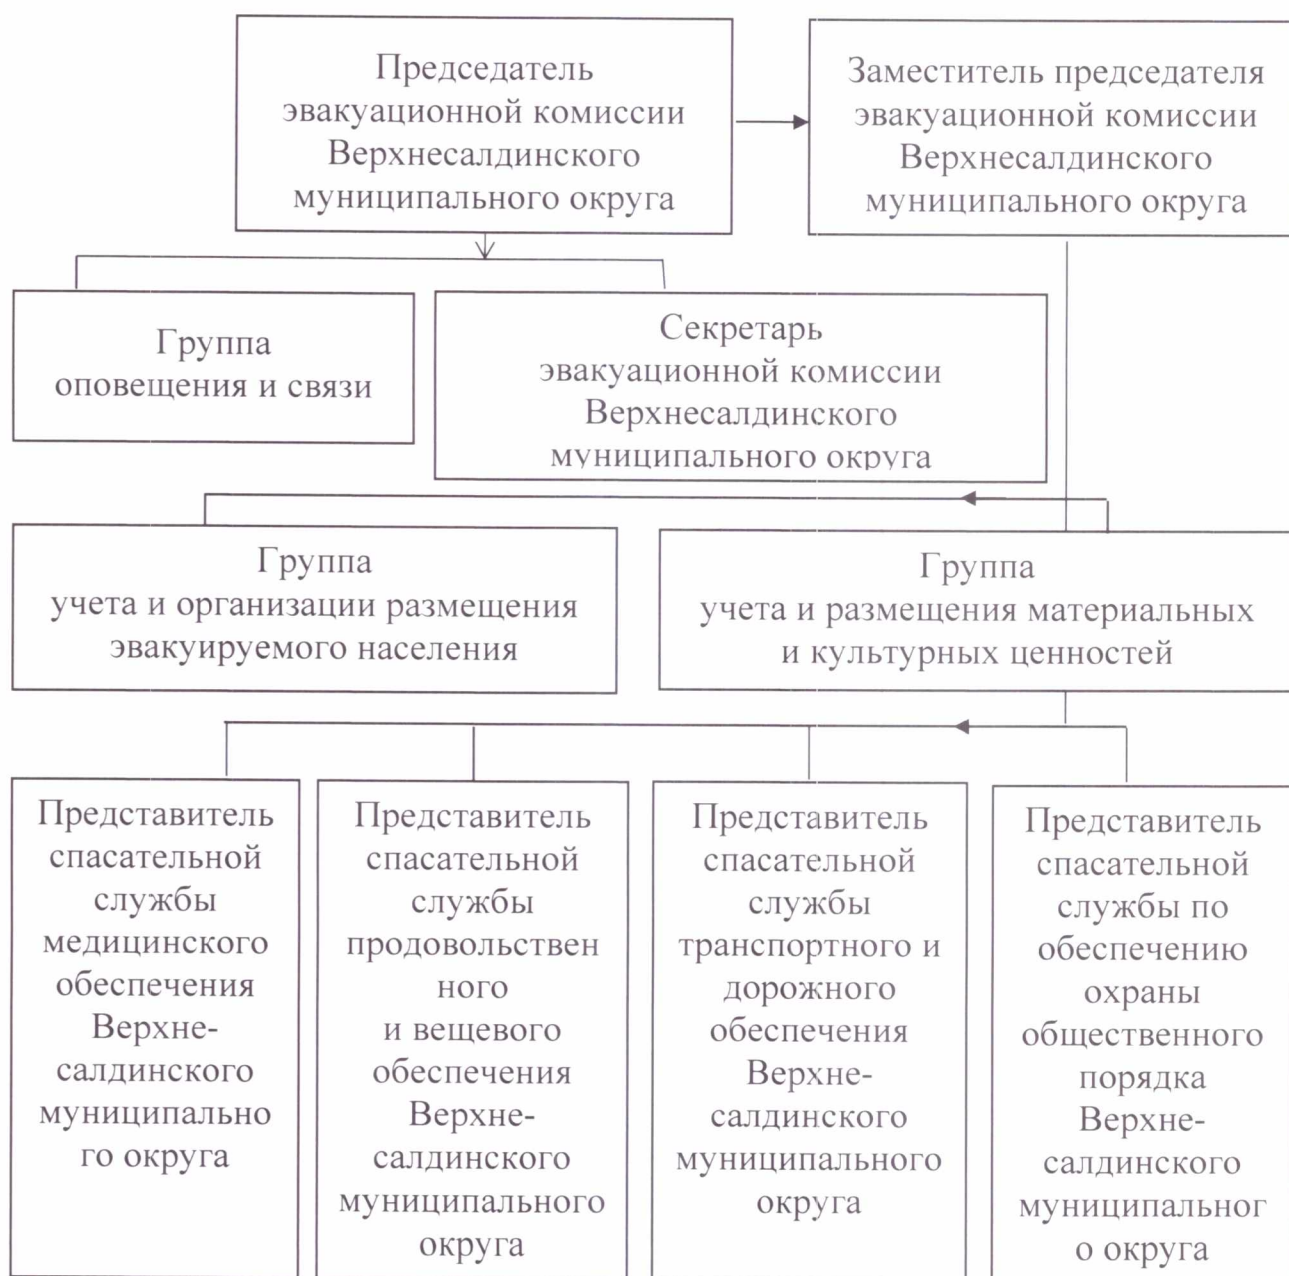 Председатель
эвакуационной комиссии
Верхнесалдинского
муниципального округа
Заместитель председателя
эвакуационной комиссии
Верхнесалдинского
муниципального округа
Группа
оповещения и связи
Секретарь
эвакуационной комиссии
Верхнесалдинского
муниципального округа
Группа
учета и организации размещения
эвакуируемого населения
Группа
учета и размещения материальных
и культурных ценностей
Представитель
спасательной
службы
медицинского
обеспечения
Верхне-
салдинского
муниципально
го округа
Представитель
спасательной
службы
продовольствен
ного
и вещевого
обеспечения
Верхне-
салдинского
муниципального
округа
Представитель
спасательной
службы
транспортного и
дорожного
обеспечения
Верхне-
салдинского
муниципального
округа
Представитель
спасательной
службы по
обеспечению
охраны
общественного
порядка
Верхне-
салдинского
муниципальног
о округа